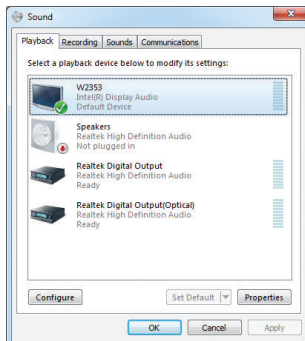 Sound
Playback Recording Sounds Communications
Select a playback device below to modify its settings:
W2353
Intel(R) Display Audio
Default Device
Speakers
Realtek High Definition Audio
Not plugged in
Realtek Digital Output
Realtek High Definition Audio
Ready
Realtek Digital Output(Optical)
Realtek High Definition Audio
Ready
Configure Set Default Properties
OK Cancel Apply